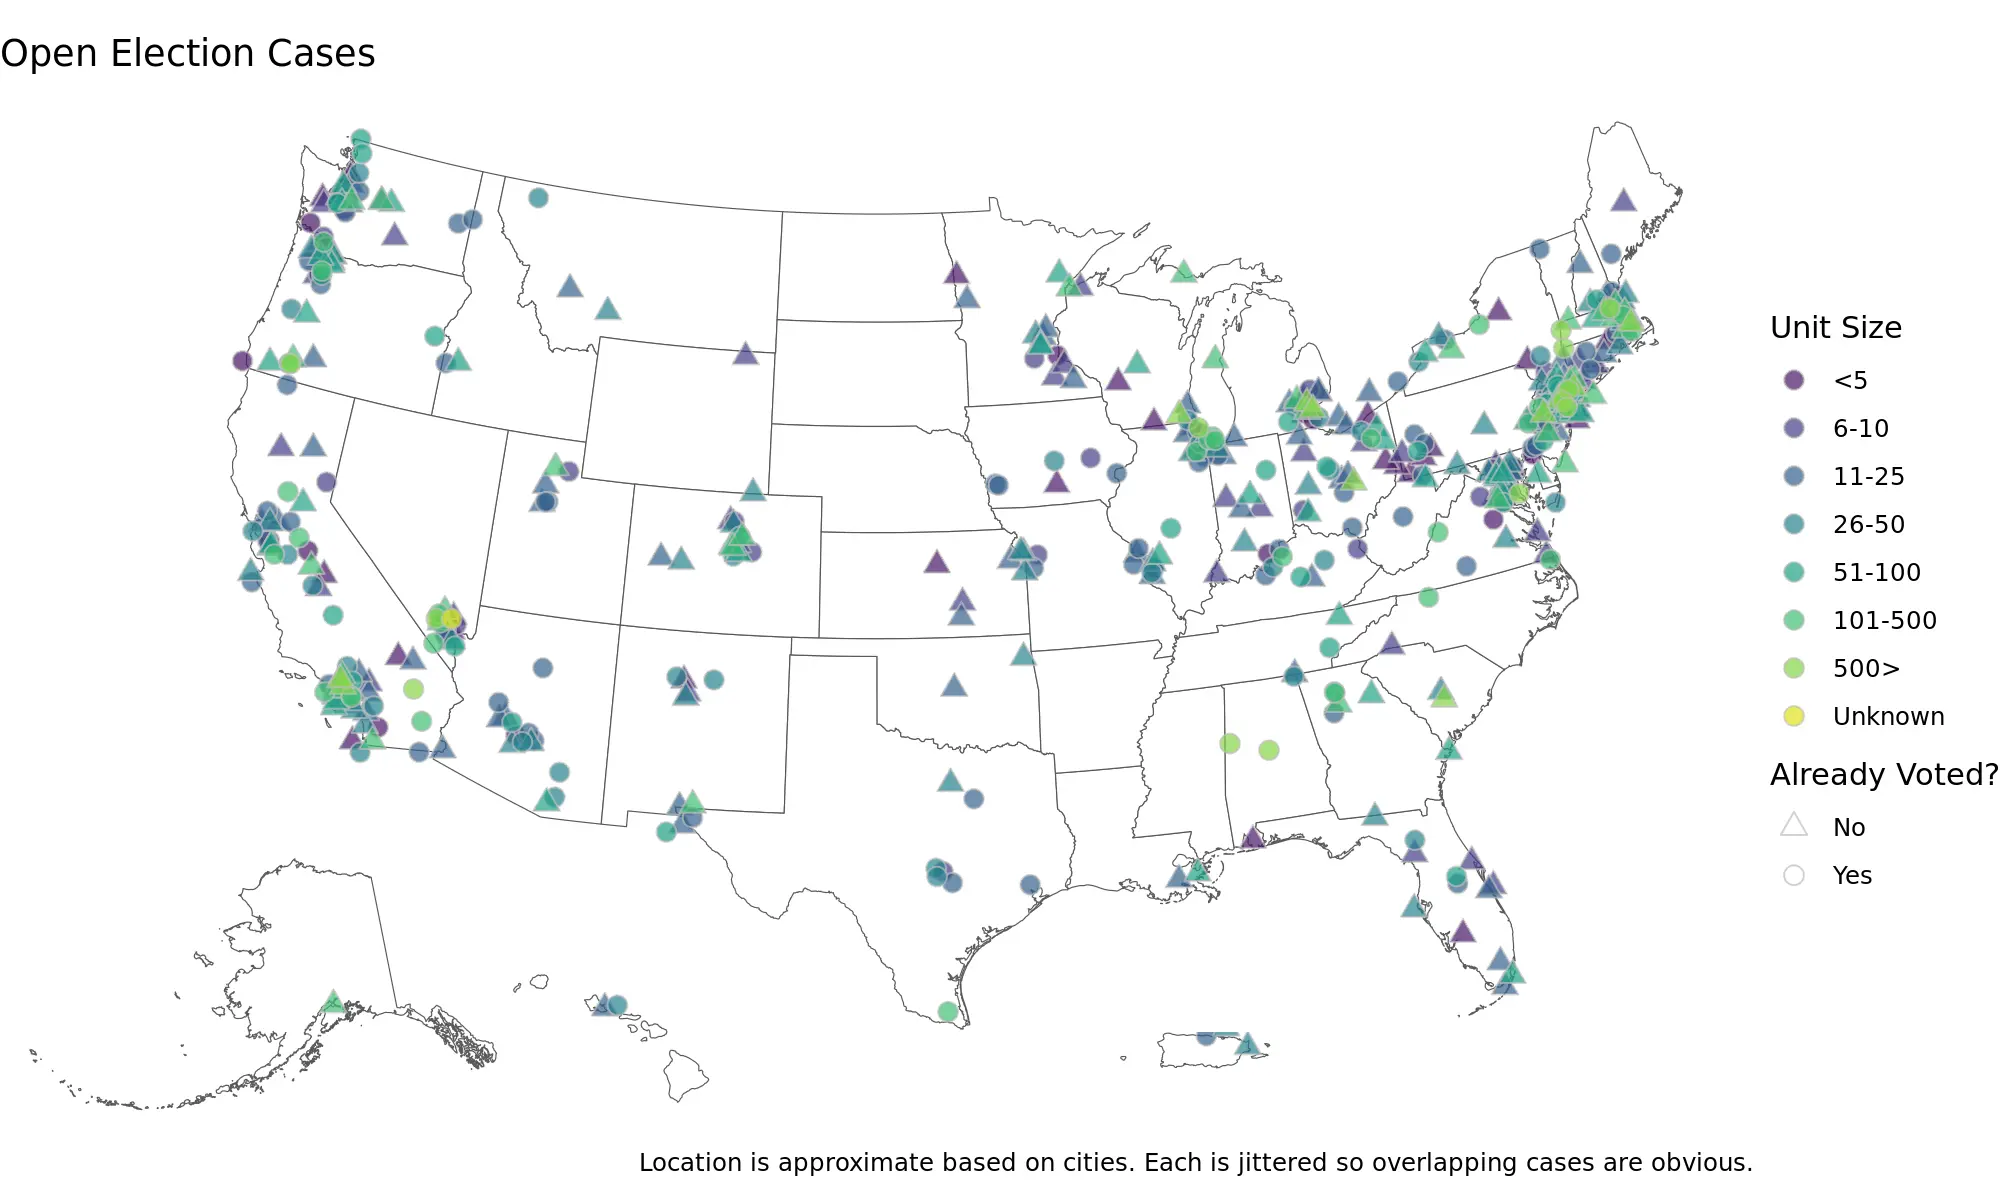 Open Election Cases
Unit Size
<5
6-10
11-25
26-50
51-100
101-500
500>
Unknown
Already Voted?
No
Yes
Location is approximate based on cities. Each is jittered so overlapping cases are obvious.